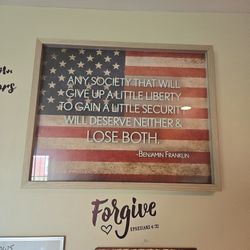 ANY SOCIETY THAT WILL
GIVE UP A LITTLE LIBERTY
TO GAIN A LITTLE SECURITY
WILL DESERVE NEITHER &
LOSE BOTH.
-BENJAMIN FRANKLIN
Forgive
EPHESIANS 4:32